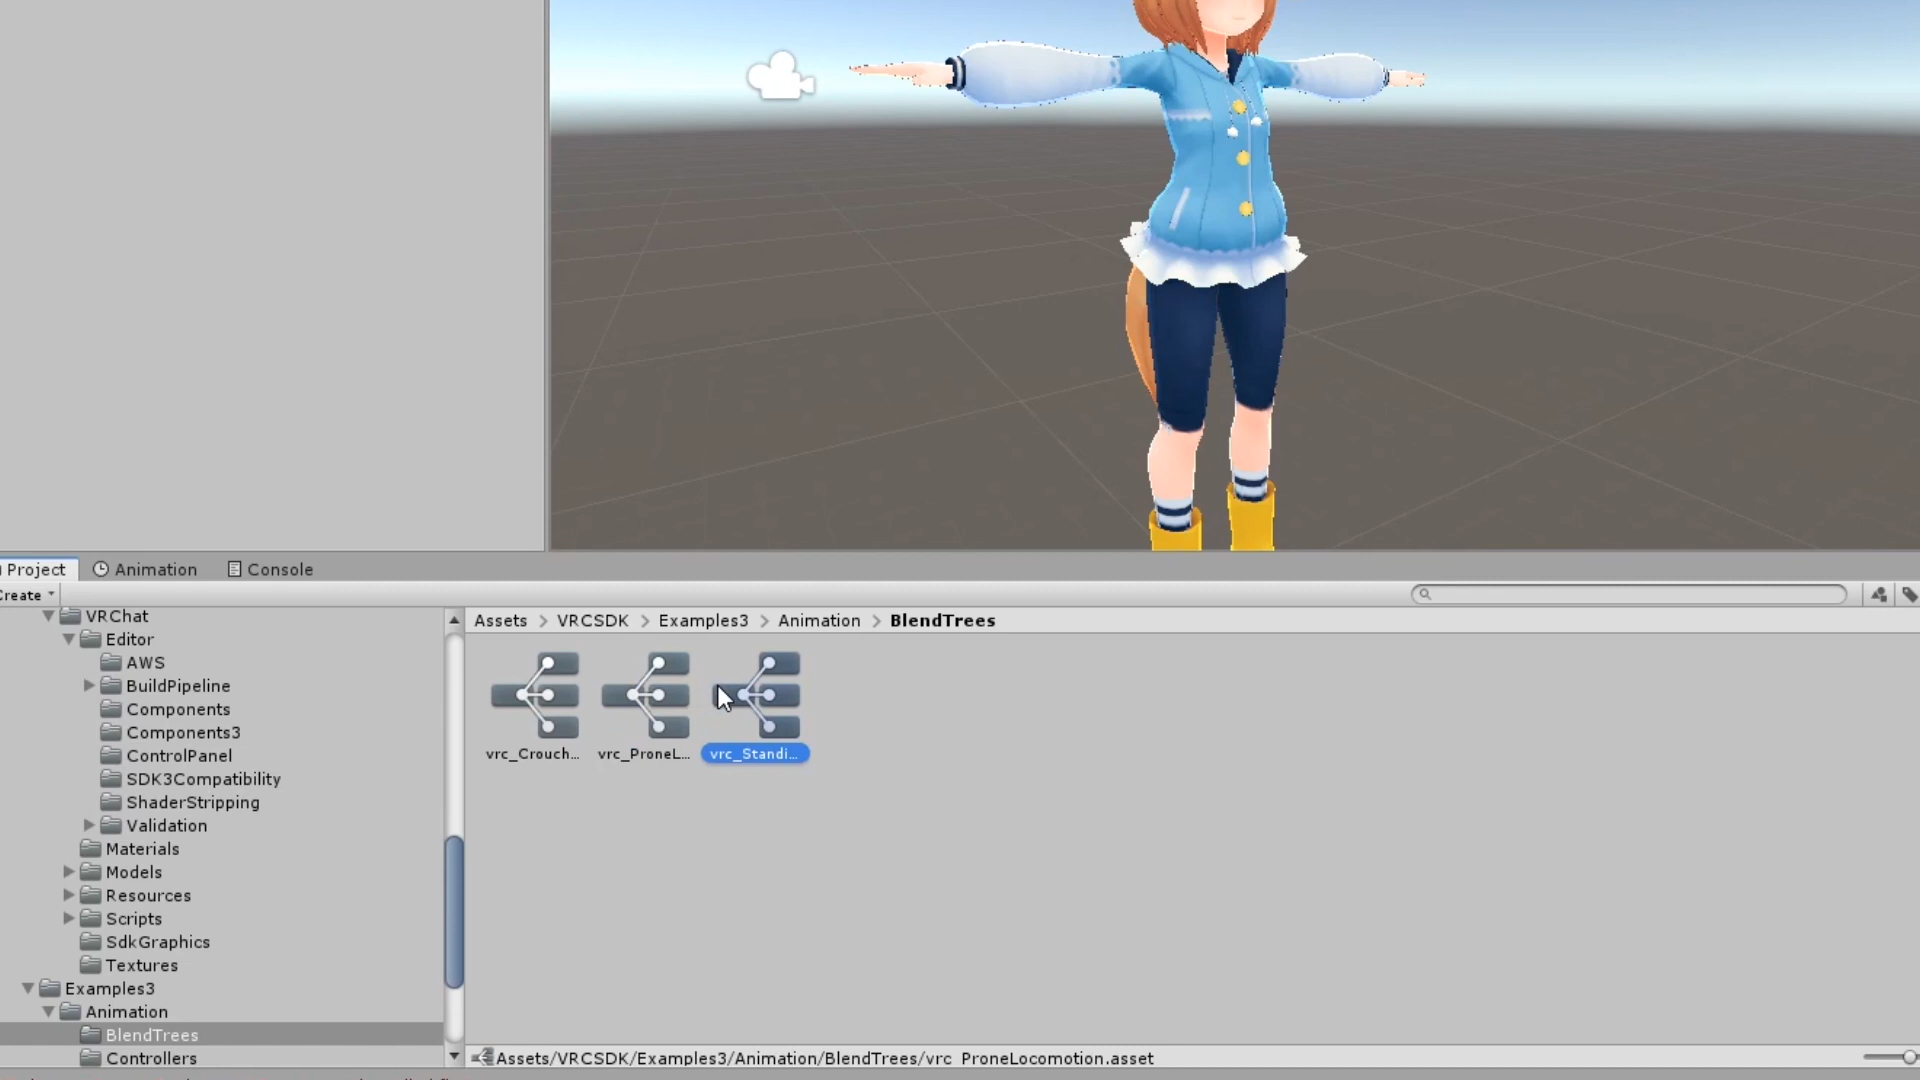 Project
Animation
Console
Create
VRChat
Editor
AWS
BuildPipeline
Components
Components3
ControlPanel
SDK3Compatibility
ShaderStripping
Validation
Materials
Models
Resources
Scripts
SdkGraphics
Textures
Examples3
Animation
BlendTrees
Controllers
Assets > VRCSDK > Examples3 > Animation > BlendTrees
vrc_Crouch...
vrc_ProneL...
vrc_Standi...
Assets/VRCSDK/Examples3/Animation/BlendTrees/vrc_ProneLocomotion.asset